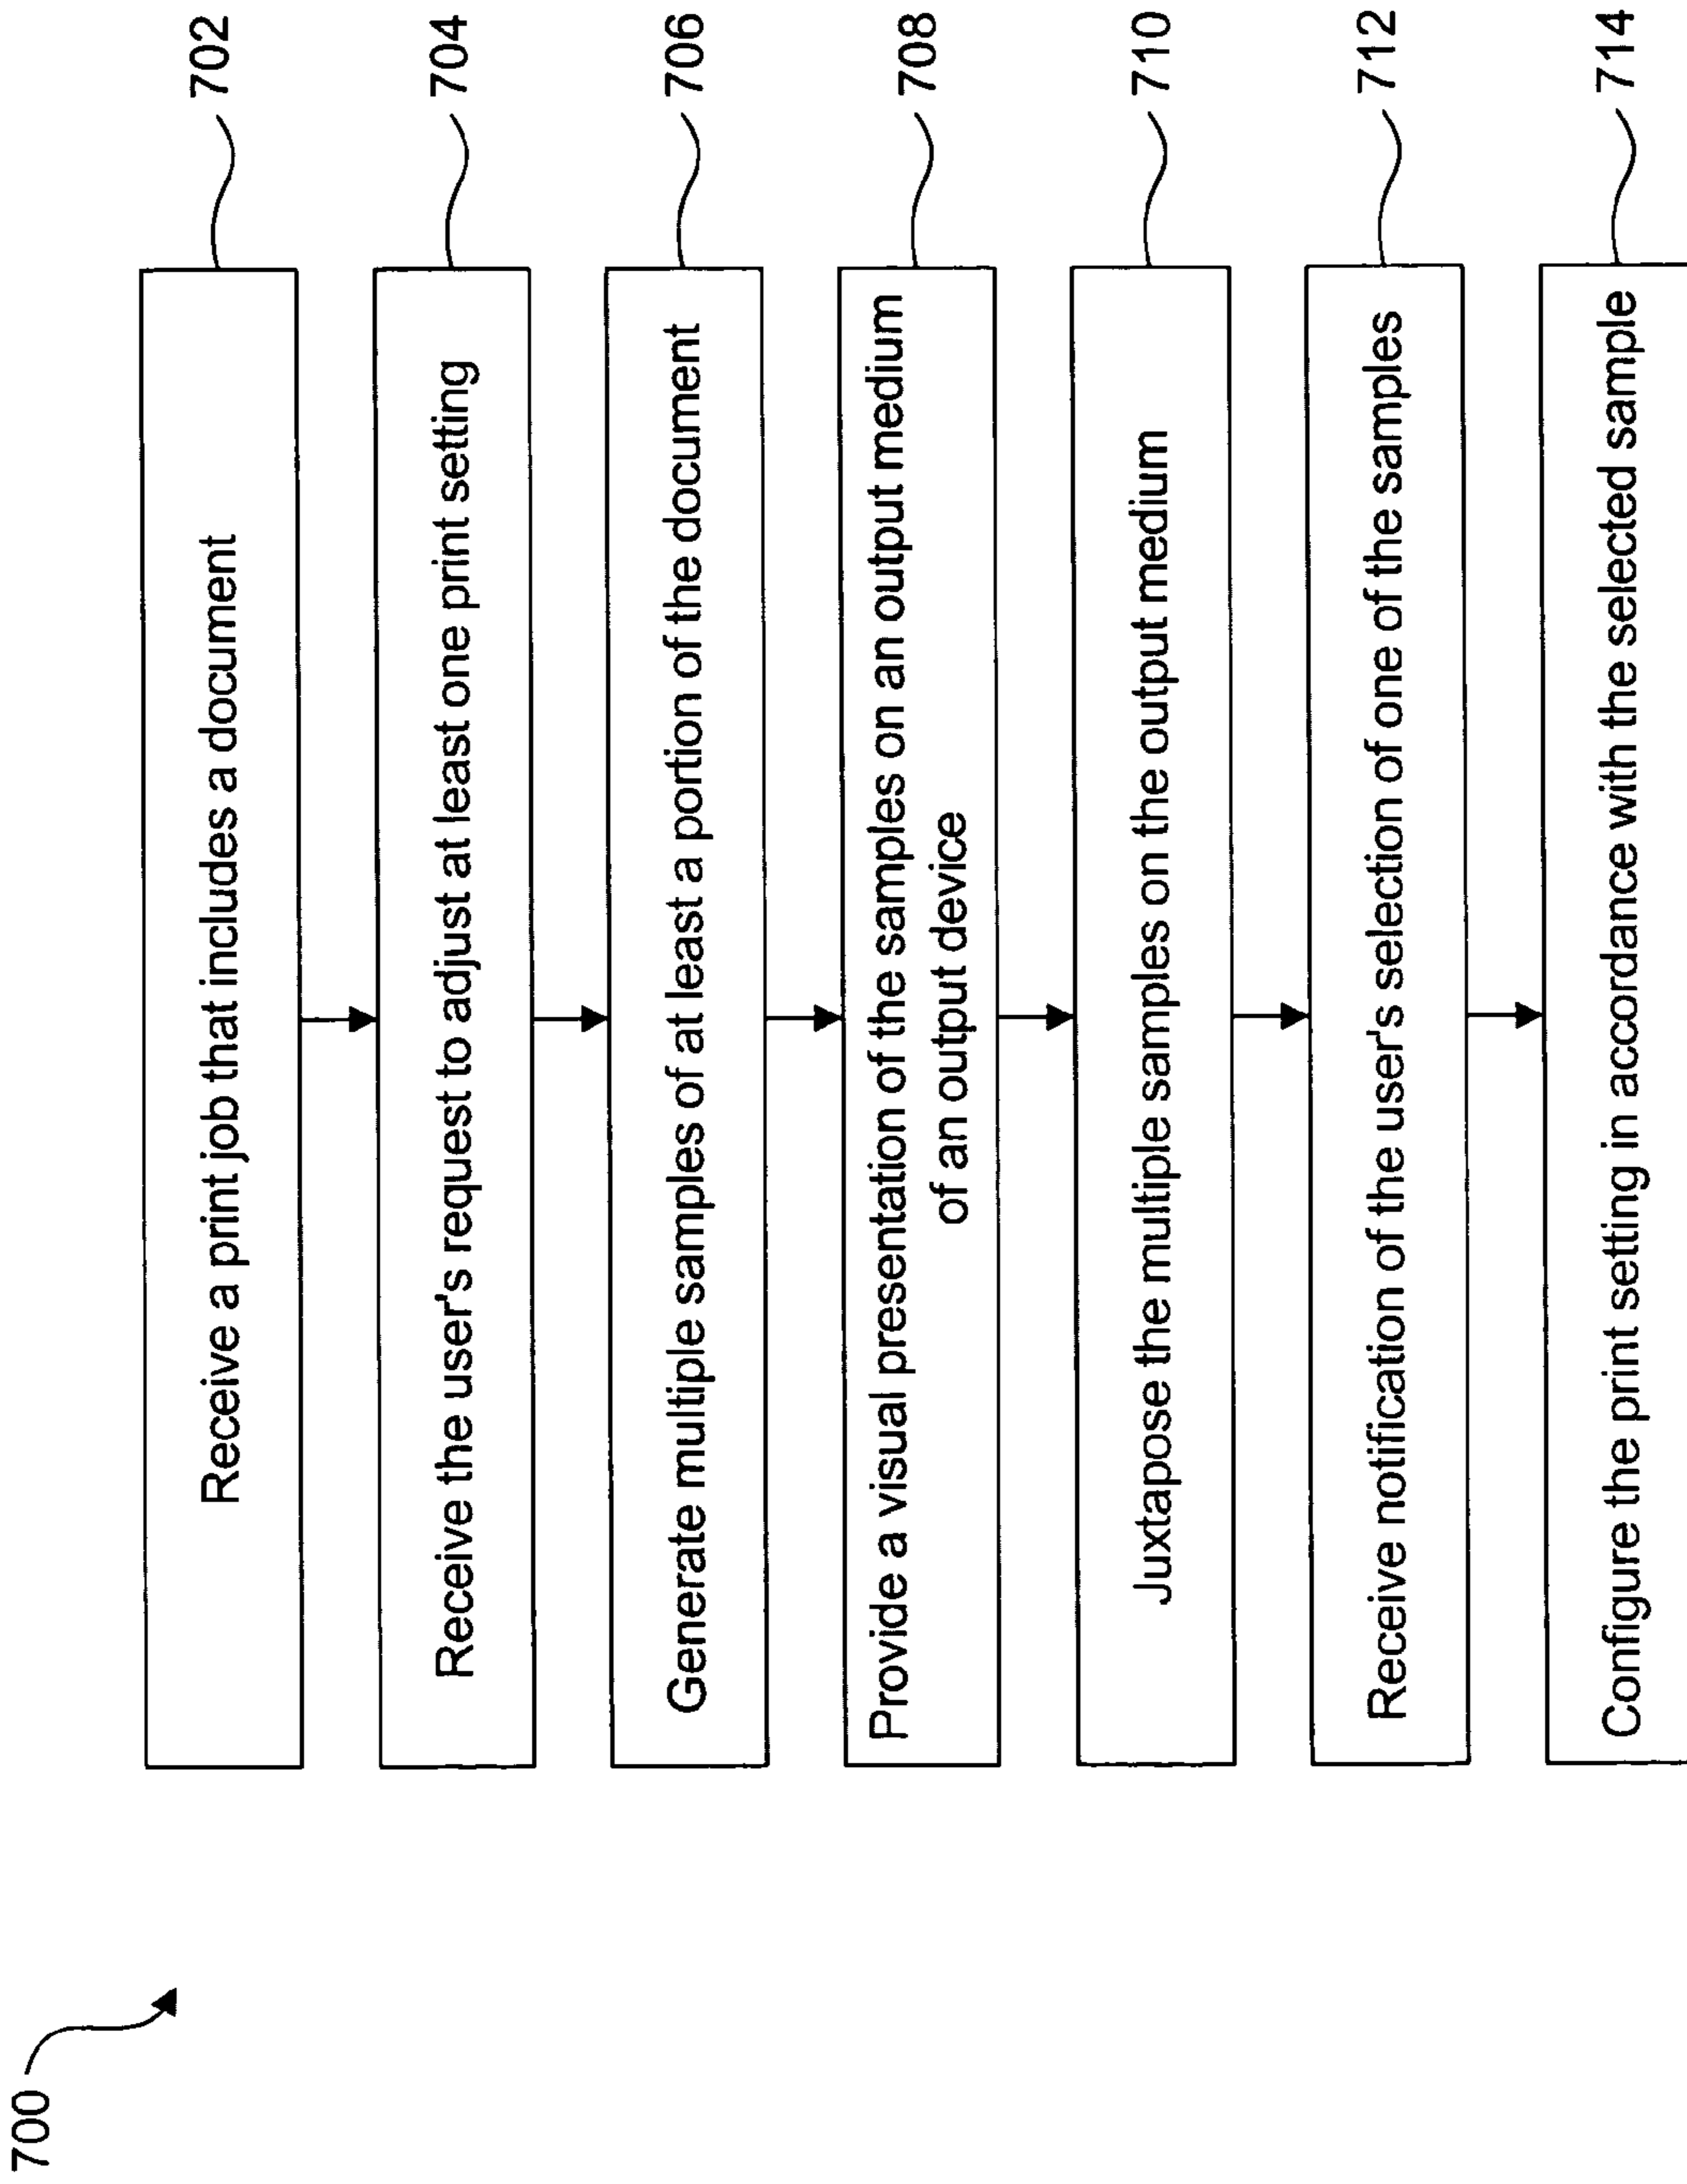 700
Receive a print job that includes a document
702
Receive the user's request to adjust at least one print setting
704
Generate multiple samples of at least a portion of the document
706
Provide a visual presentation of the samples on an output medium
of an output device
708
Juxtapose the multiple samples on the output medium
710
Receive notification of the user's selection of one of the samples
712
Configure the print setting in accordance with the selected sample
714